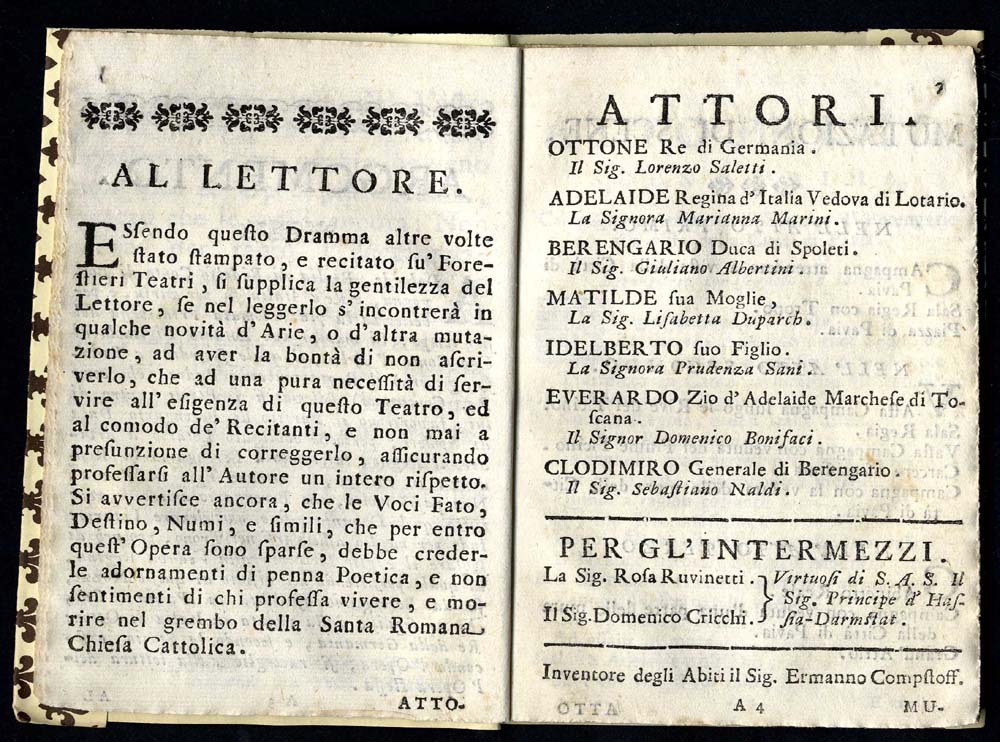 AL LETTORE.
ESsendo questo Dramma altre volte
stato stampato, e recitato su' Fore-
stieri Teatri, si supplica la gentilezza del
Lettore, se nel leggerlo s'incontrerà in
qualche novità d'Arie, o d'altra muta-
zione, ad aver la bontà di non ascri-
verlo, che ad una pura necessità di ser-
vire all'esigenza di questo Teatro, ed
al comodo de' Recitanti, e non mai a
presunzione di correggerlo, assicurando
professarsi all'Autore un intero rispetto.
Si avvertisce ancora, che le Voci Fato,
Destino, Numi, e simili, che per entro
quest'Opera sono sparse, debbe creder-
le adornamenti di penna Poetica, e non
sentimenti di chi professa vivere, e mo-
rire nel grembo della Santa Romana
Chiesa Cattolica.
ATTO-
7
ATTORI.
OTTONE Re di Germania.
Il Sig. Lorenzo Saletti.
ADELAIDE Regina d'Italia Vedova di Lotario.
La Signora Marianna Marini.
BERENGARIO Duca di Spoleti.
Il Sig. Giuliano Albertini.
MATILDE sua Moglie,
La Sig. Lisabetta Duparch.
IDELBERTO suo Figlio.
La Signora Prudenza Sani.
EVERARDO Zio d'Adelaide Marchese di To-
scana.
Il Signor Domenico Bonifaci.
CLODIMIRO Generale di Berengario.
Il Sig. Sebastiano Naldi.
PER GL'INTERMEZZI.
La Sig. Rosa Ruvinetti.
Il Sig. Domenico Cricchi.
Virtuosi di S. A. S. Il
Sig. Principe d'Has-
sia-Darmstat.
Inventore degli Abiti il Sig. Ermanno Compstoff.
A 4 MU-